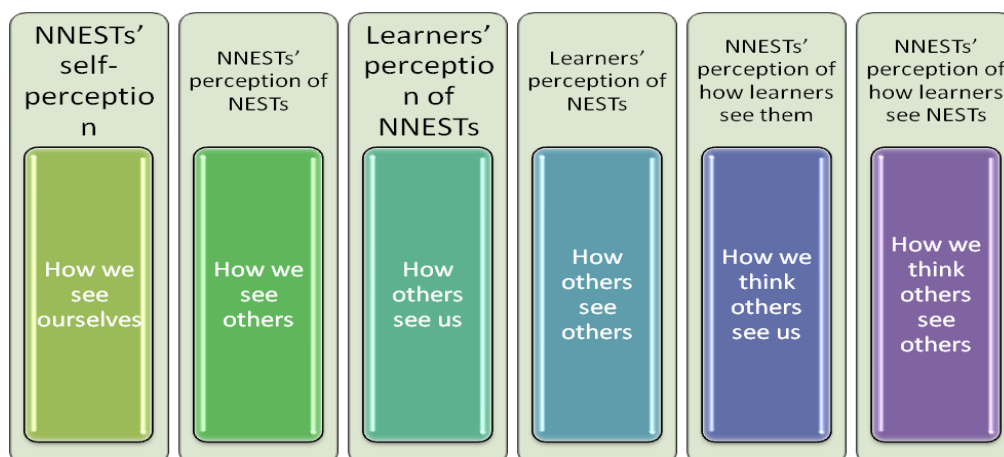 NNESTs'
self-
perceptio
n
How we
see
ourselves
NNESTs'
perception of
NESTs
How we
see
others
Learners'
perceptio
n of
NNESTs
How
others
see us
Learners'
perception of
NESTs
How
others
see
others
NNESTs'
perception of
how learners
see them
How we
think
others
see us
NNESTs'
perception of
how learners
see NESTs
How we
think
others
see
others